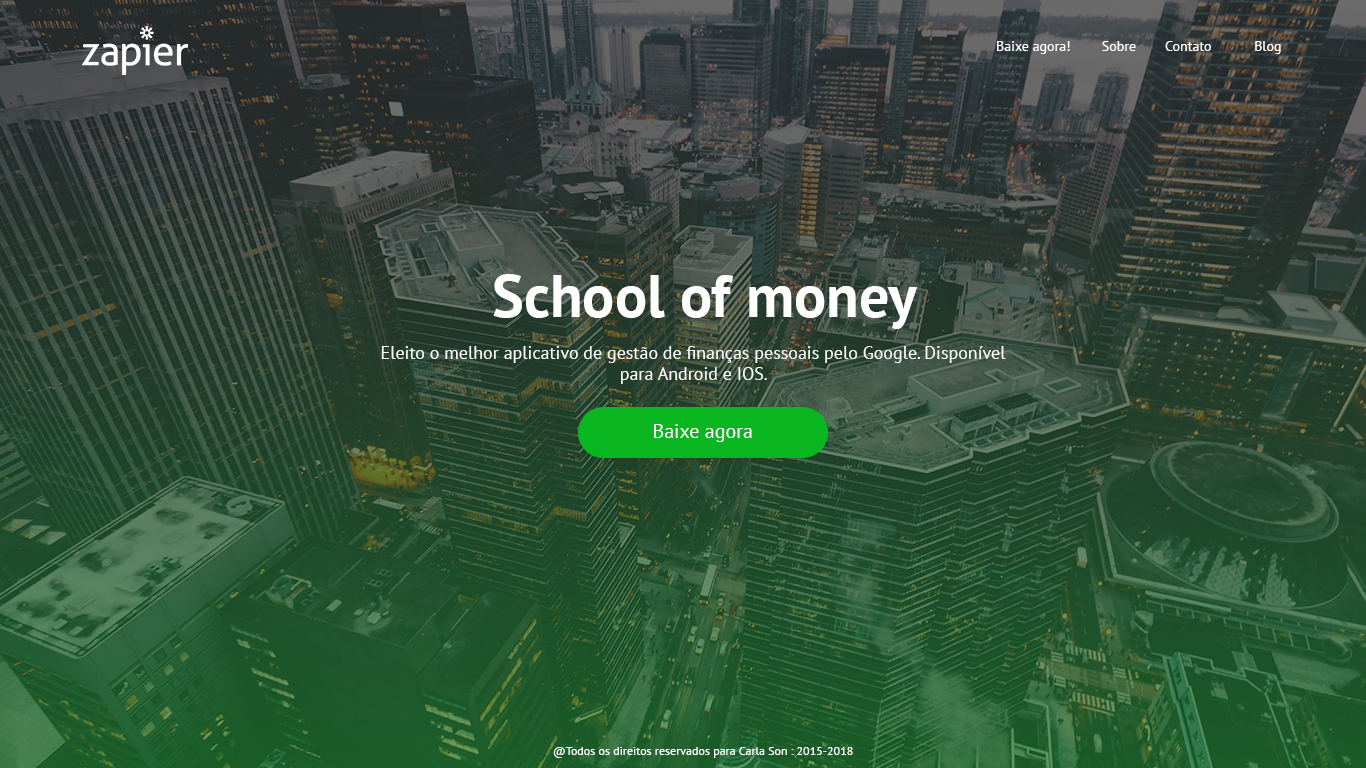 zapier
Baixe agora! Sobre Contato Blog
School of money
Eleito o melhor aplicativo de gestão de finanças pessoais pelo Google. Disponível
para Android e IOS.
Baixe agora
@Todos os direitos reservados para Carla Son : 2015-2018